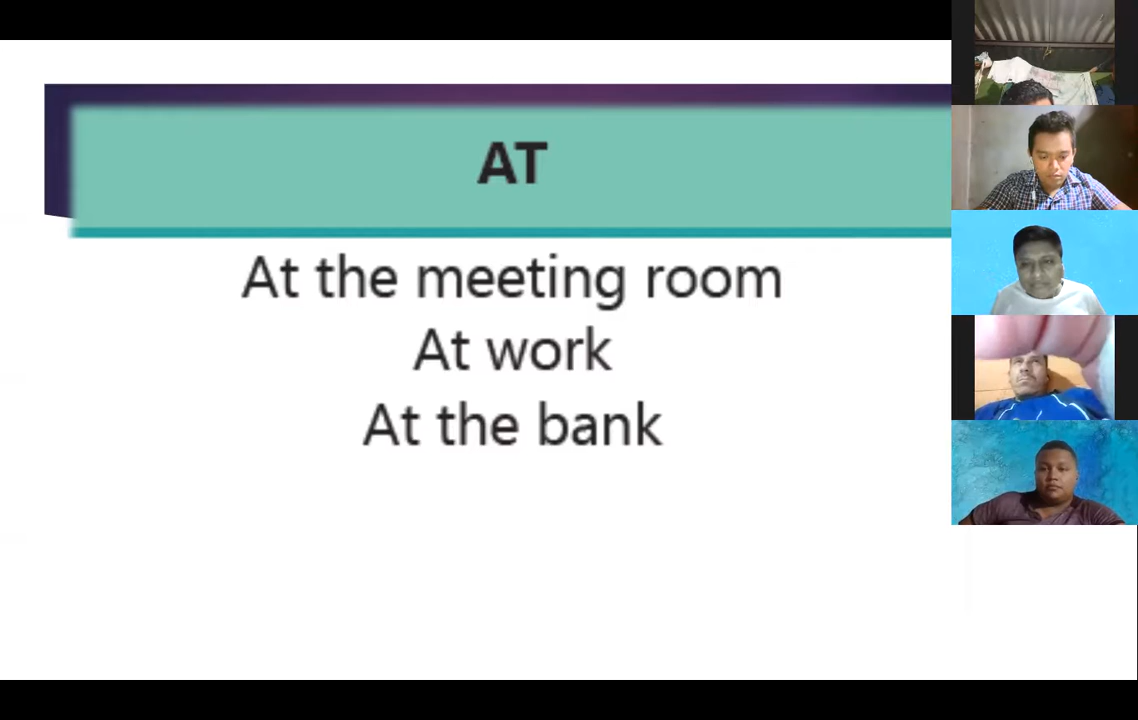 AT
At the meeting room
At work
At the bank